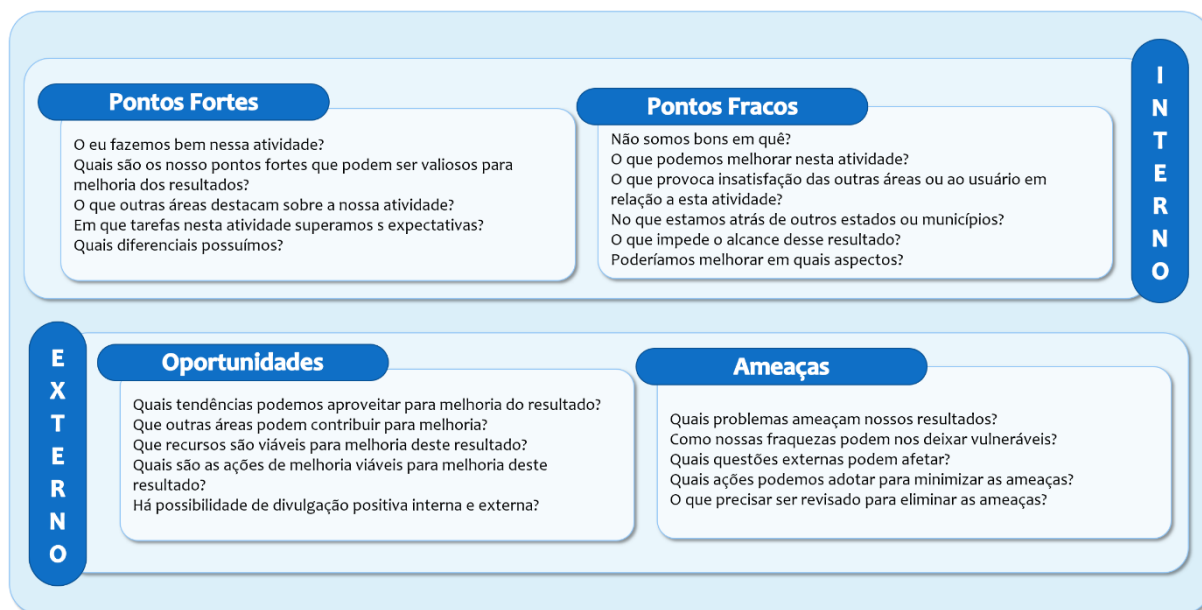 Pontos Fortes
O eu fazemos bem nessa atividade?
Quais são os nosso pontos fortes que podem ser valiosos para
melhoria dos resultados?
O que outras áreas destacam sobre a nossa atividade?
Em que tarefas nesta atividade superamos s expectativas?
Quais diferenciais possuímos?
Pontos Fracos
Não somos bons em quê?
O que podemos melhorar nesta atividade?
O que provoca insatisfação das outras áreas ou ao usuário em
relação a esta atividade?
No que estamos atrás de outros estados ou municípios?
O que impede o alcance desse resultado?
Poderíamos melhorar em quais aspectos?
INTERNO
EXTERNO
Oportunidades
Quais tendências podemos aproveitar para melhoria do resultado?
Que outras áreas podem contribuir para melhoria?
Que recursos são viáveis para melhoria deste resultado?
Quais são as ações de melhoria viáveis para melhoria deste
resultado?
Há possibilidade de divulgação positiva interna e externa?
Ameaças
Quais problemas ameaçam nossos resultados?
Como nossas fraquezas podem nos deixar vulneráveis?
Quais questões externas podem afetar?
Quais ações podemos adotar para minimizar as ameaças?
O que precisar ser revisado para eliminar as ameaças?